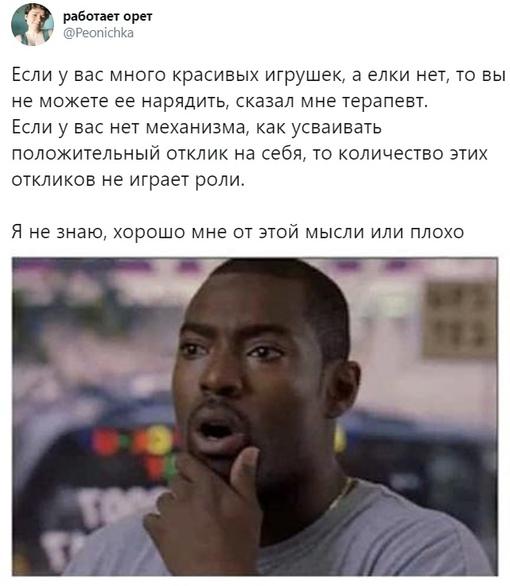 работает орет
@Peonichka
Если у вас много красивых игрушек, а елки нет, то вы
не можете ее нарядить, сказал мне терапевт.
Если у вас нет механизма, как усваивать
положительный отклик на себя, то количество этих
откликов не играет роли.
Я не знаю, хорошо мне от этой мысли или плохо